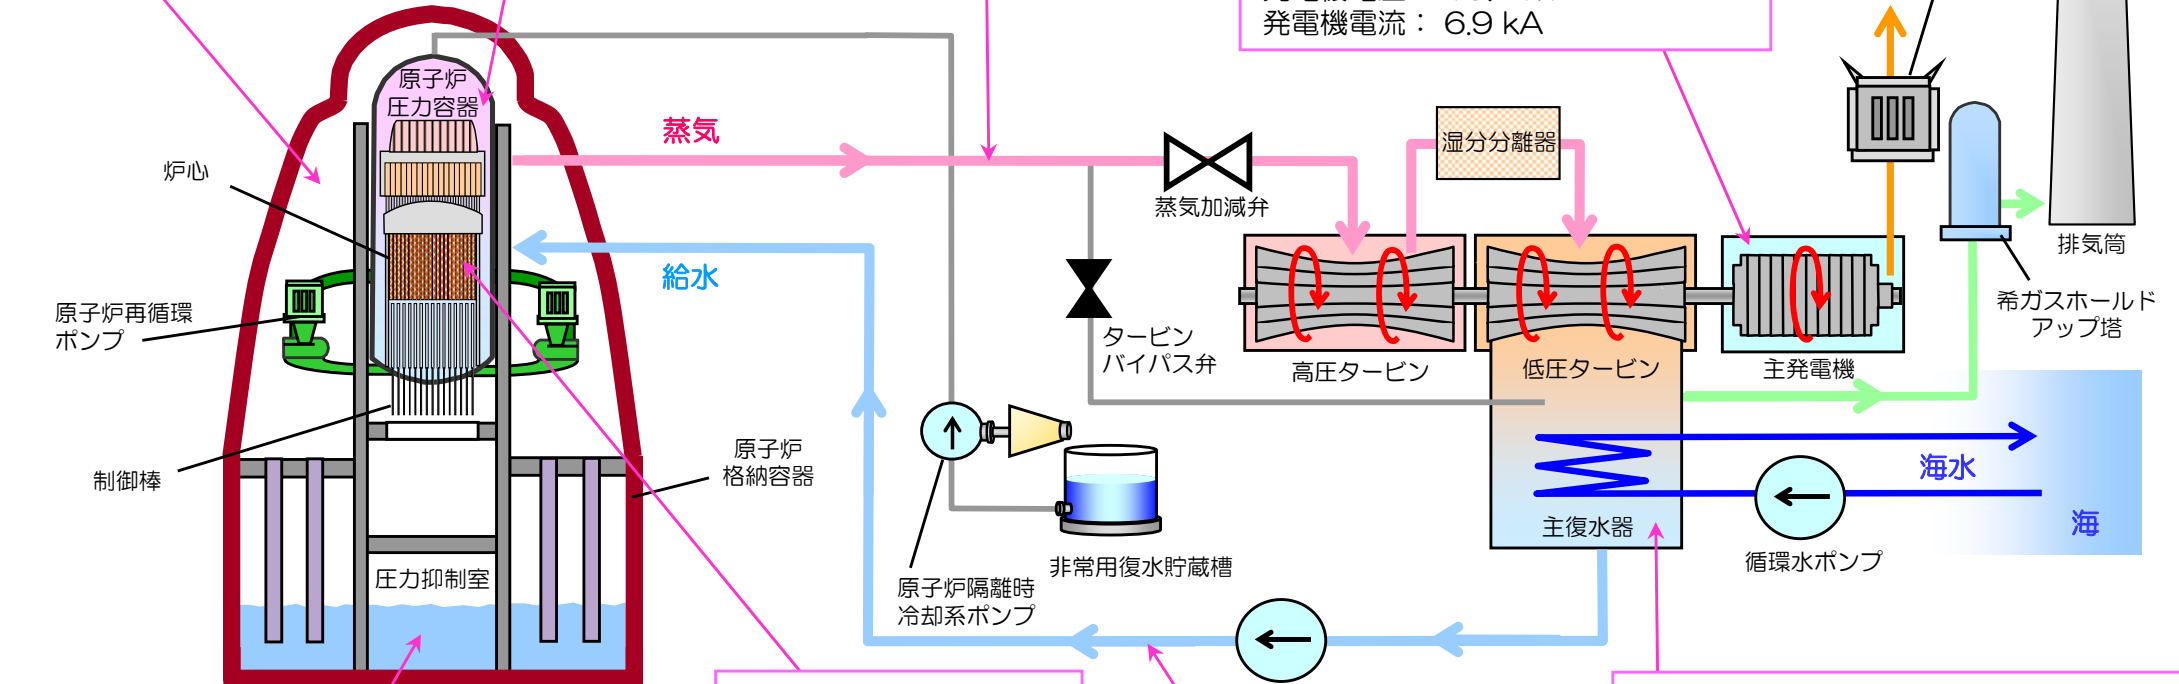 発電機電流： 6.9 kA
原子炉
圧力容器
蒸気
湿分分離器
炉心
蒸気加減弁
排気筒
給水
希ガスホールド
アップ塔
原子炉再循環
ポンプ
タービン
バイパス弁
高圧タービン
低圧タービン
主発電機
原子炉
格納容器
制御棒
海水
海
主復水器
循環水ポンプ
圧力抑制室
非常用復水貯蔵槽
原子炉隔離時
冷却系ポンプ